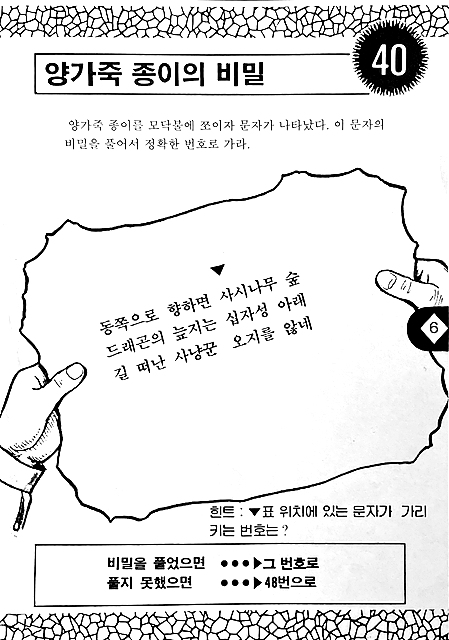 40
양가죽 종이의 비밀
양가죽 종이를 모닥불에 쪼이자 문자가 나타났다. 이 문자의
비밀을 풀어서 정확한 번호로 가라.
▼
동쪽으로 향하면 사시나무 숲
드래곤의 늪지는 십자성 아래
길 떠난 사냥꾼 오지를 않네
6
힌트 : ▼표 위치에 있는 문자가 가리
키는 번호는?
비밀을 풀었으면 ●●●▶그 번호로
풀지 못했으면 ●●●▶48번으로